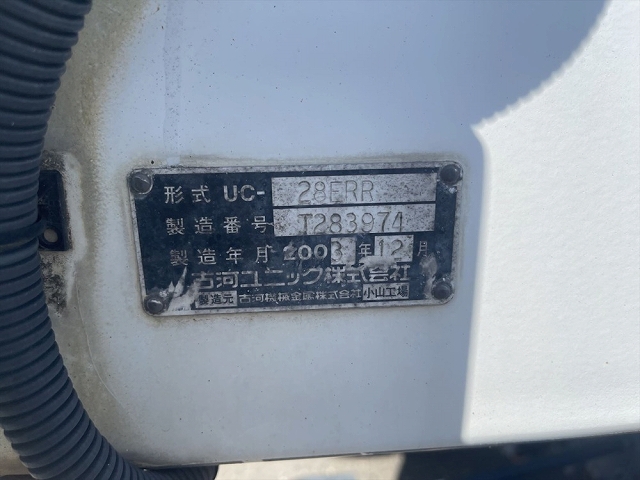 形式 UC- 28ERR
製造番号 T283974
製造年月 2003年12月
古河ユニック株式会社
製造元 古河機械金属株式会社 小山工場